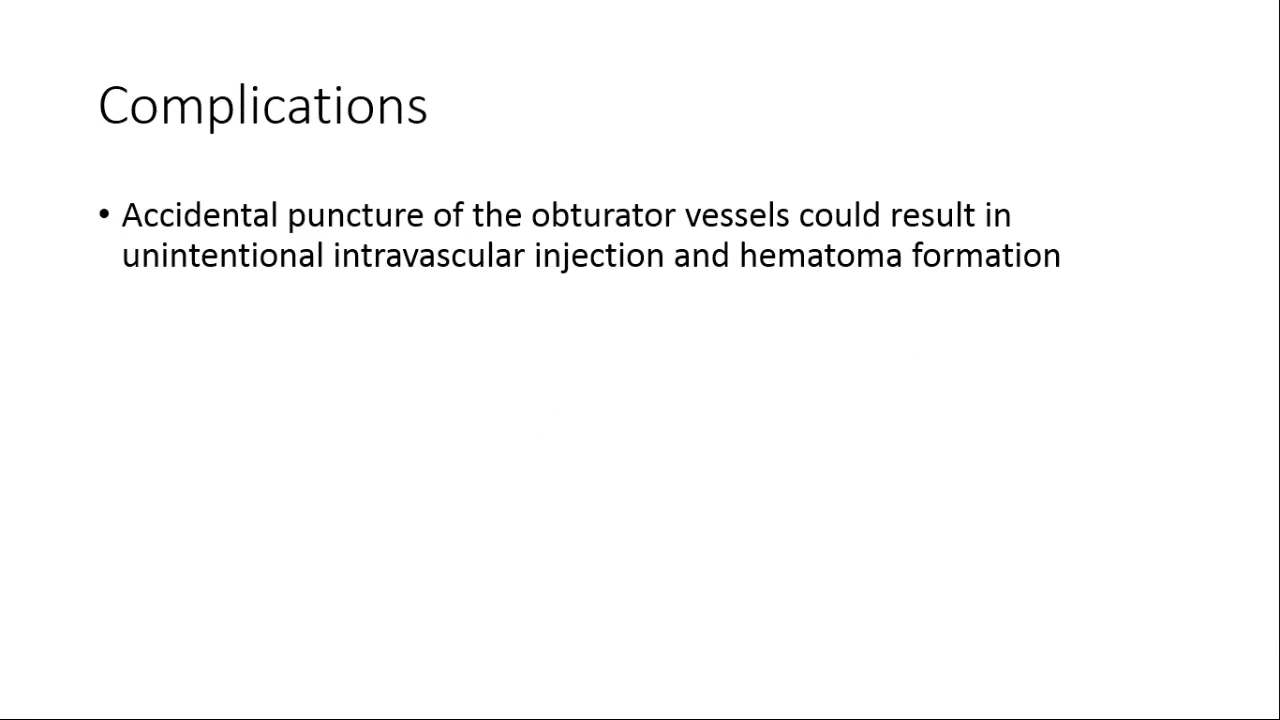 Complications
• Accidental puncture of the obturator vessels could result in
unintentional intravascular injection and hematoma formation